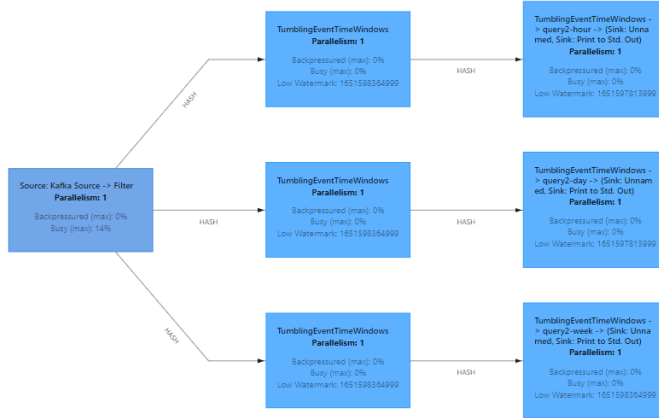 TumblingEventTimeWindows
Parallelism: 1
Backpressured (max): 0%
Busy (max): 0%
Low Watermark: 1651598364999
HASH
HASH
TumblingEventTimeWindows -
> query2-hour -> (Sink: Unna
med, Sink: Print to Std. Out)
Parallelism: 1
Backpressured (max): 0%
Busy (max): 0%
Low Watermark: 1651597813999
Source: Kafka Source -> Filter
Parallelism: 1
Backpressured (max): 0%
Busy (max): 14%
HASH
TumblingEventTimeWindows
Parallelism: 1
Backpressured (max): 0%
Busy (max): 0%
Low Watermark: 1651598364999
HASH
TumblingEventTimeWindows -
> query2-day -> (Sink: Unnam
ed, Sink: Print to Std. Out)
Parallelism: 1
Backpressured (max): 0%
Busy (max): 0%
Low Watermark: 1651597813999
HASH
TumblingEventTimeWindows
Parallelism: 1
Backpressured (max): 0%
Busy (max): 0%
Low Watermark: 1651598364999
HASH
TumblingEventTimeWindows -
> query2-week -> (Sink: Unna
med, Sink: Print to Std. Out)
Parallelism: 1
Backpressured (max): 0%
Busy (max): 0%
Low Watermark: 1651597813999